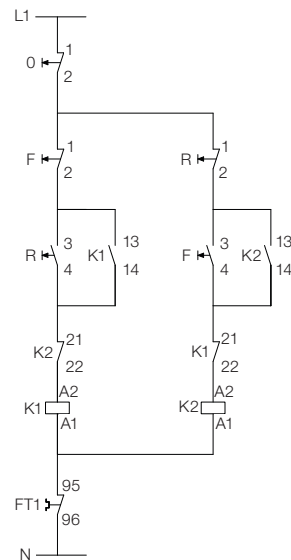 L1
0 1
2
F 1 R 1
2 2
R 3 K1 13 F 3 K2 13
4 14 4 14
K2 21 K1 21
22 22
K1 A2 K2 A2
A1 A1
FT1 95
96
N